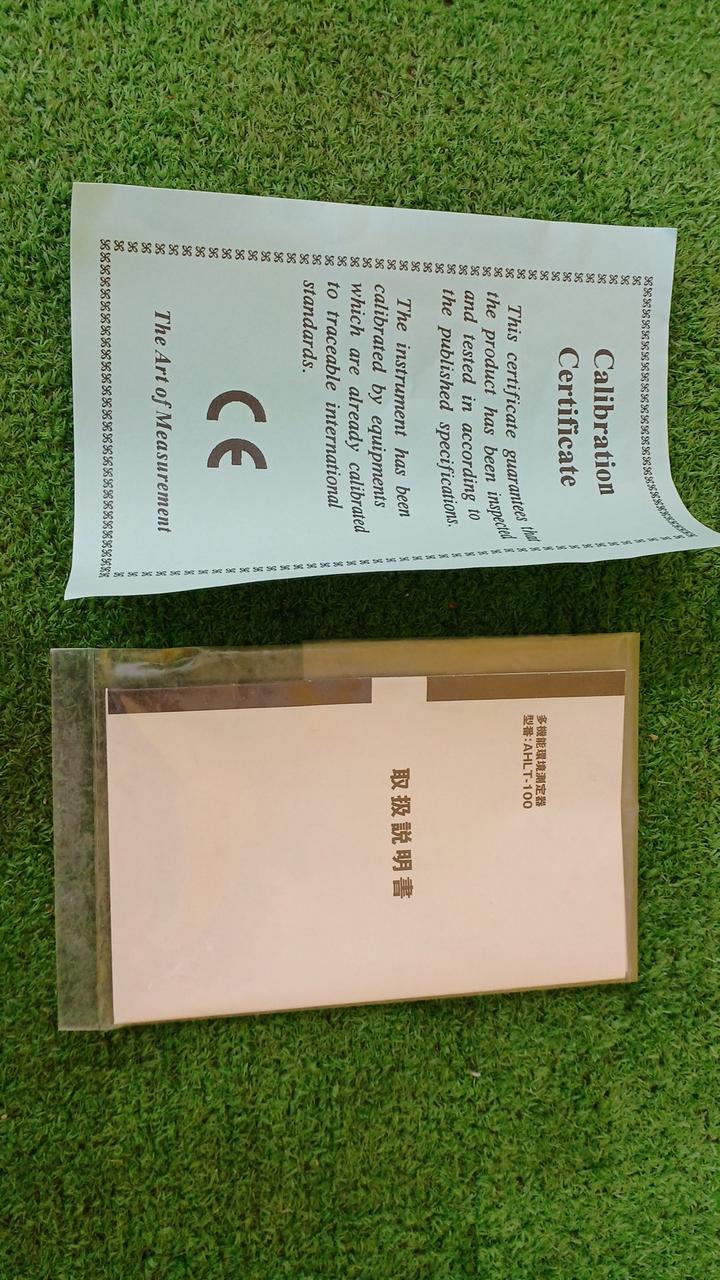 Calibration
Certificate
This certificate guarantees that
the product has been inspected
and tested in according to
the published specifications.
The instrument has been
calibrated by equipments
which are already calibrated
to traceable international
standards.
CE
The Art of Measurement
多機能環境測定器
型番:AHLT-100
取扱説明書